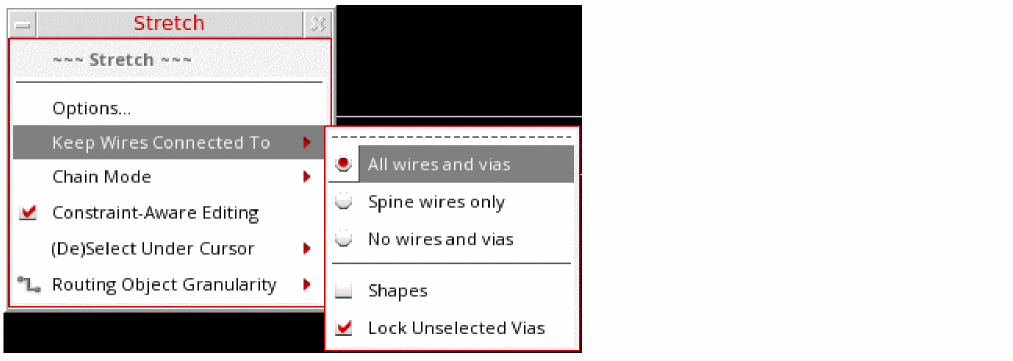 Stretch
~~~ Stretch ~~~
Options...
Keep Wires Connected To
Chain Mode
Constraint-Aware Editing
(De)Select Under Cursor
Routing Object Granularity
All wires and vias
Spine wires only
No wires and vias
Shapes
Lock Unselected Vias